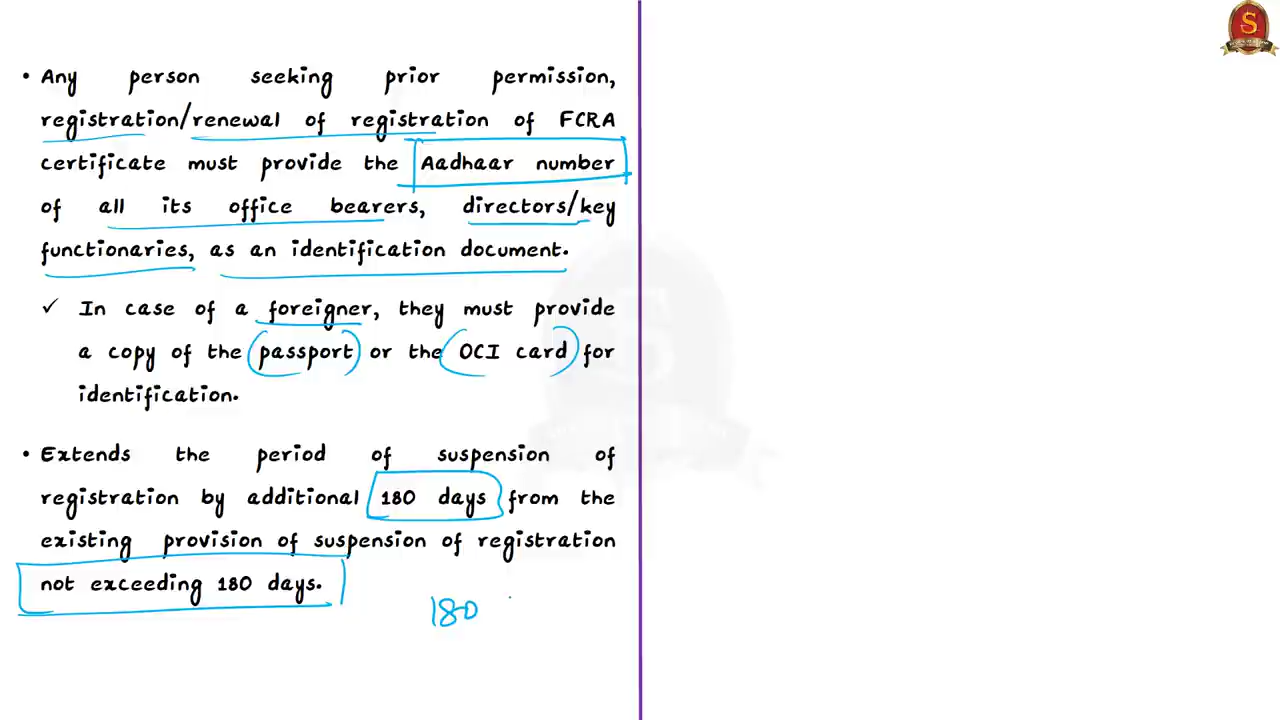 • Any person seeking prior permission,
registration/renewal of registration of FCRA
certificate must provide the Aadhaar number
of all its office bearers, directors/key
functionaries, as an identification document.
✓ In case of a foreigner, they must provide
a copy of the passport or the OCI card for
identification.
• Extends the period of suspension of
registration by additional 180 days from the
existing provision of suspension of registration
not exceeding 180 days.
180
S